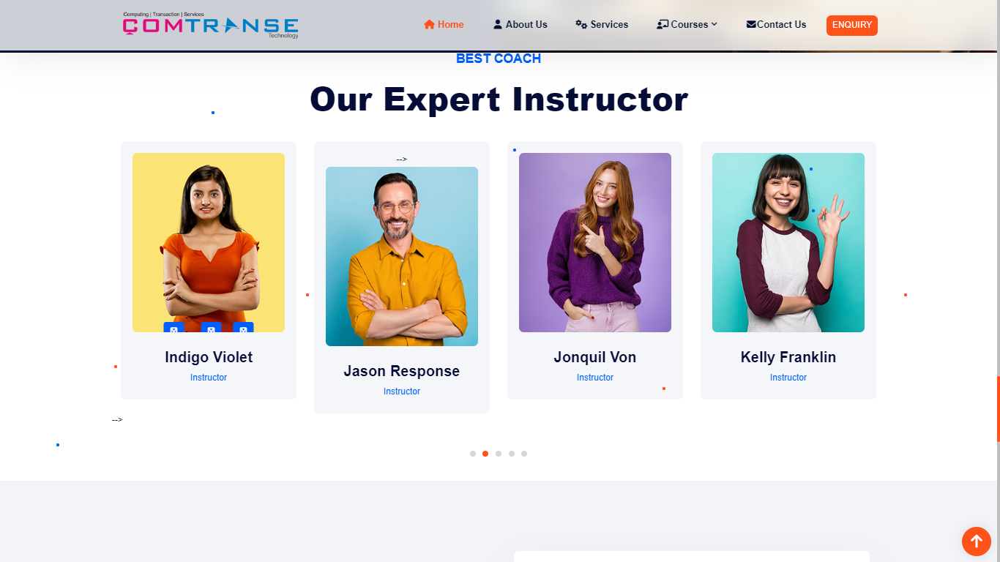 Computing | Transaction | Services
COMTRANSE
Technology
Home
About Us
Services
Courses
Contact Us
ENQUIRY
BEST COACH
Our Expert Instructor
-->
Indigo Violet
Instructor
Jason Response
Instructor
Jonquil Von
Instructor
Kelly Franklin
Instructor
-->